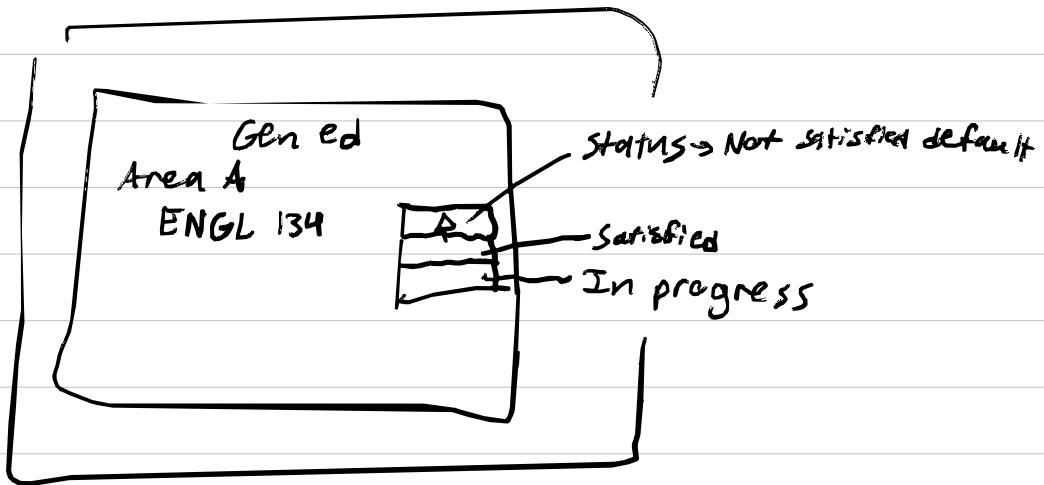 Gen ed
Status → Not satisfied default
Area A
ENGL 134
Satisfied
In progress